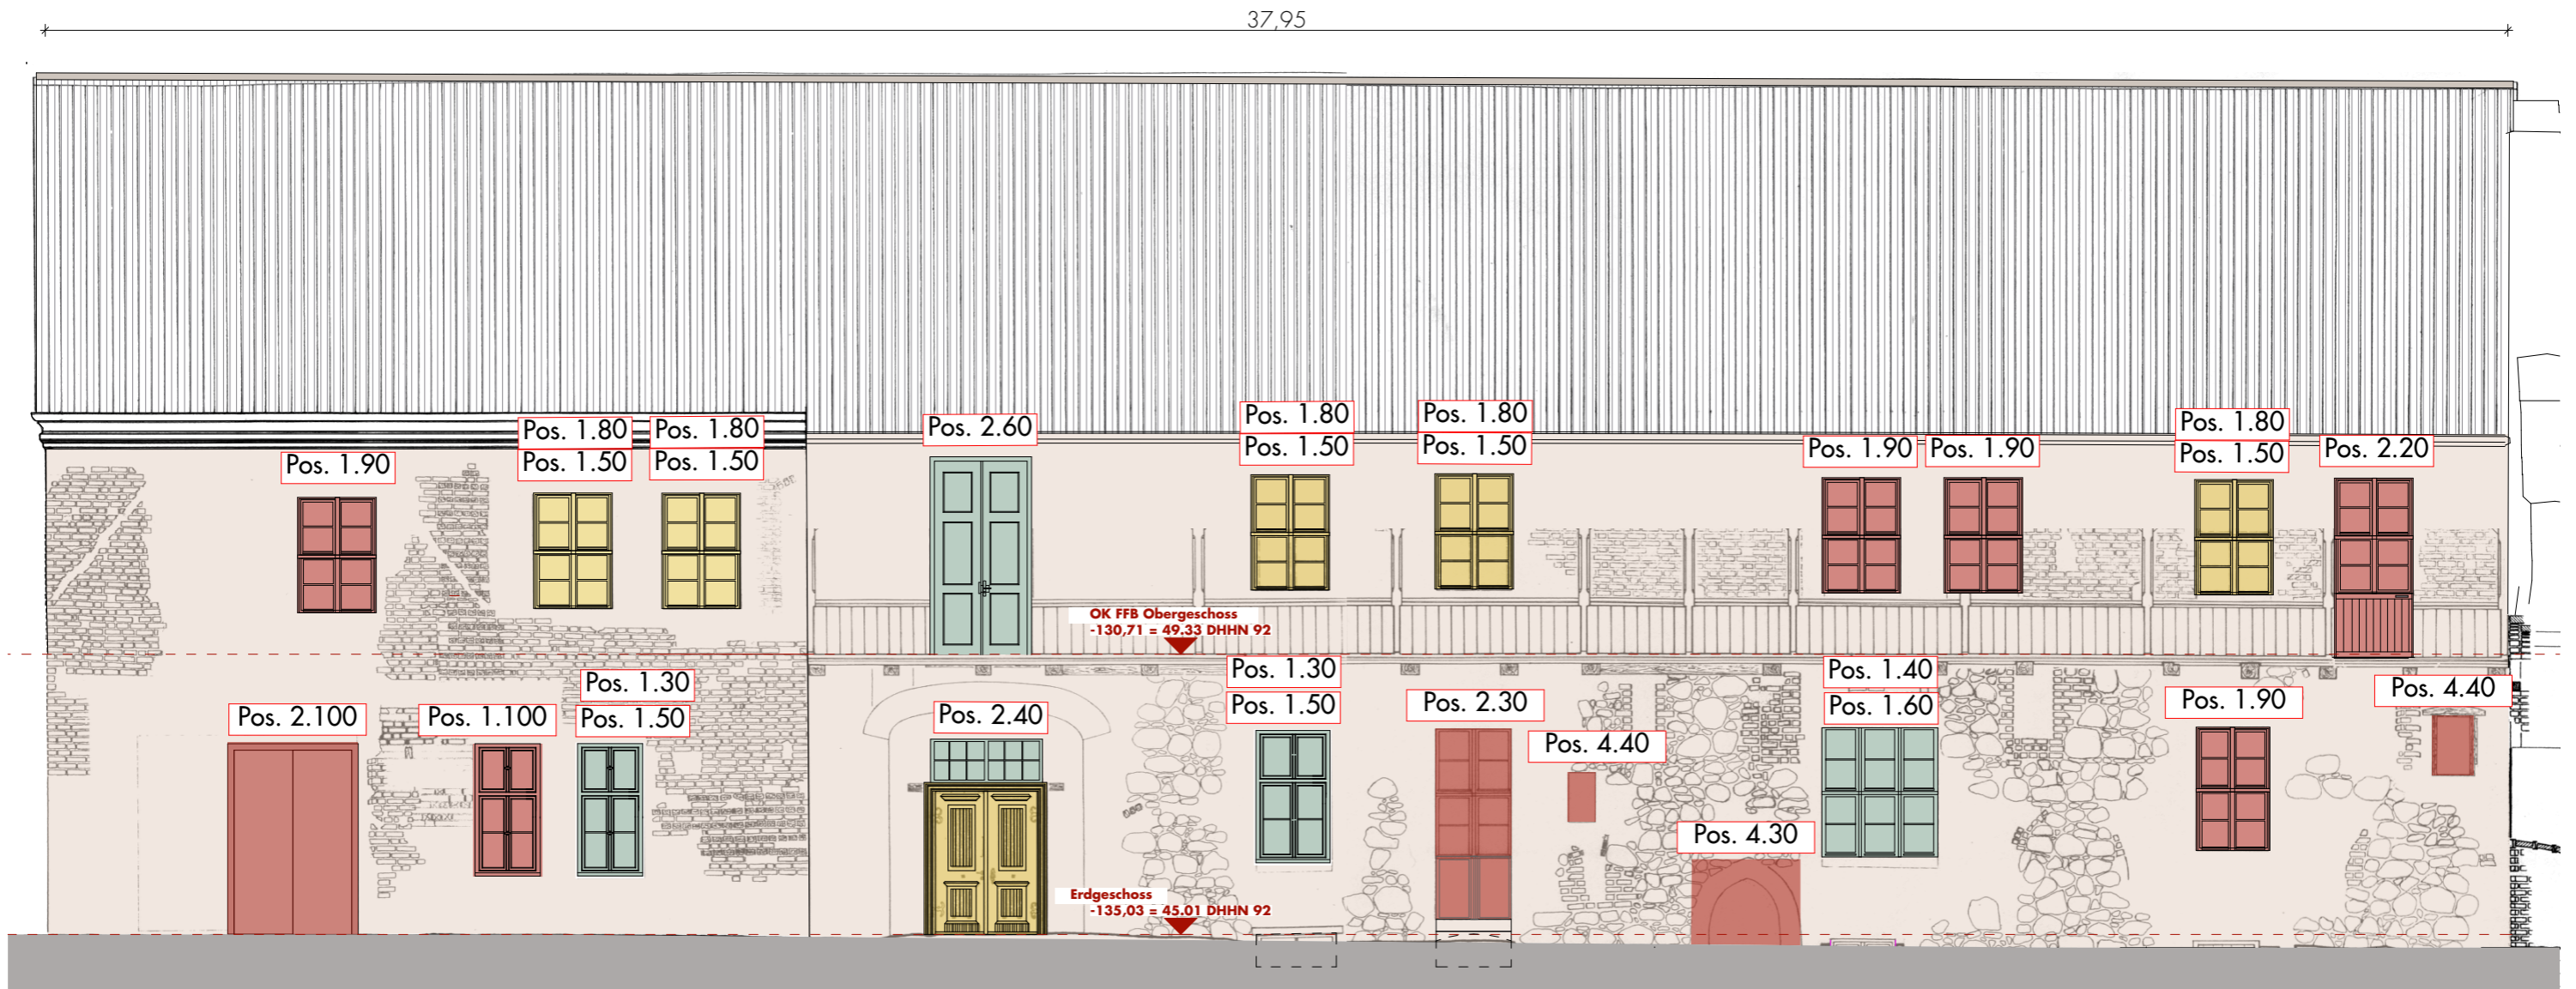 37,95
Pos. 1.80
Pos. 1.80
Pos. 2.60
Pos. 1.80
Pos. 1.80
Pos. 1.80
Pos. 1.90
Pos. 1.50
Pos. 1.50
Pos. 1.50
Pos. 1.50
Pos. 1.90
Pos. 1.90
Pos. 1.50
Pos. 2.20
OK FFB Obergeschoss
-130,71 = 49.33 DHHN 92
Pos. 1.30
Pos. 1.30
Pos. 1.40
Pos. 4.40
Pos. 2.100
Pos. 1.100
Pos. 1.50
Pos. 2.40
Pos. 1.50
Pos. 2.30
Pos. 1.60
Pos. 1.90
Pos. 4.40
Pos. 4.30
Erdgeschoss
-135,03 = 45.01 DHHN 92